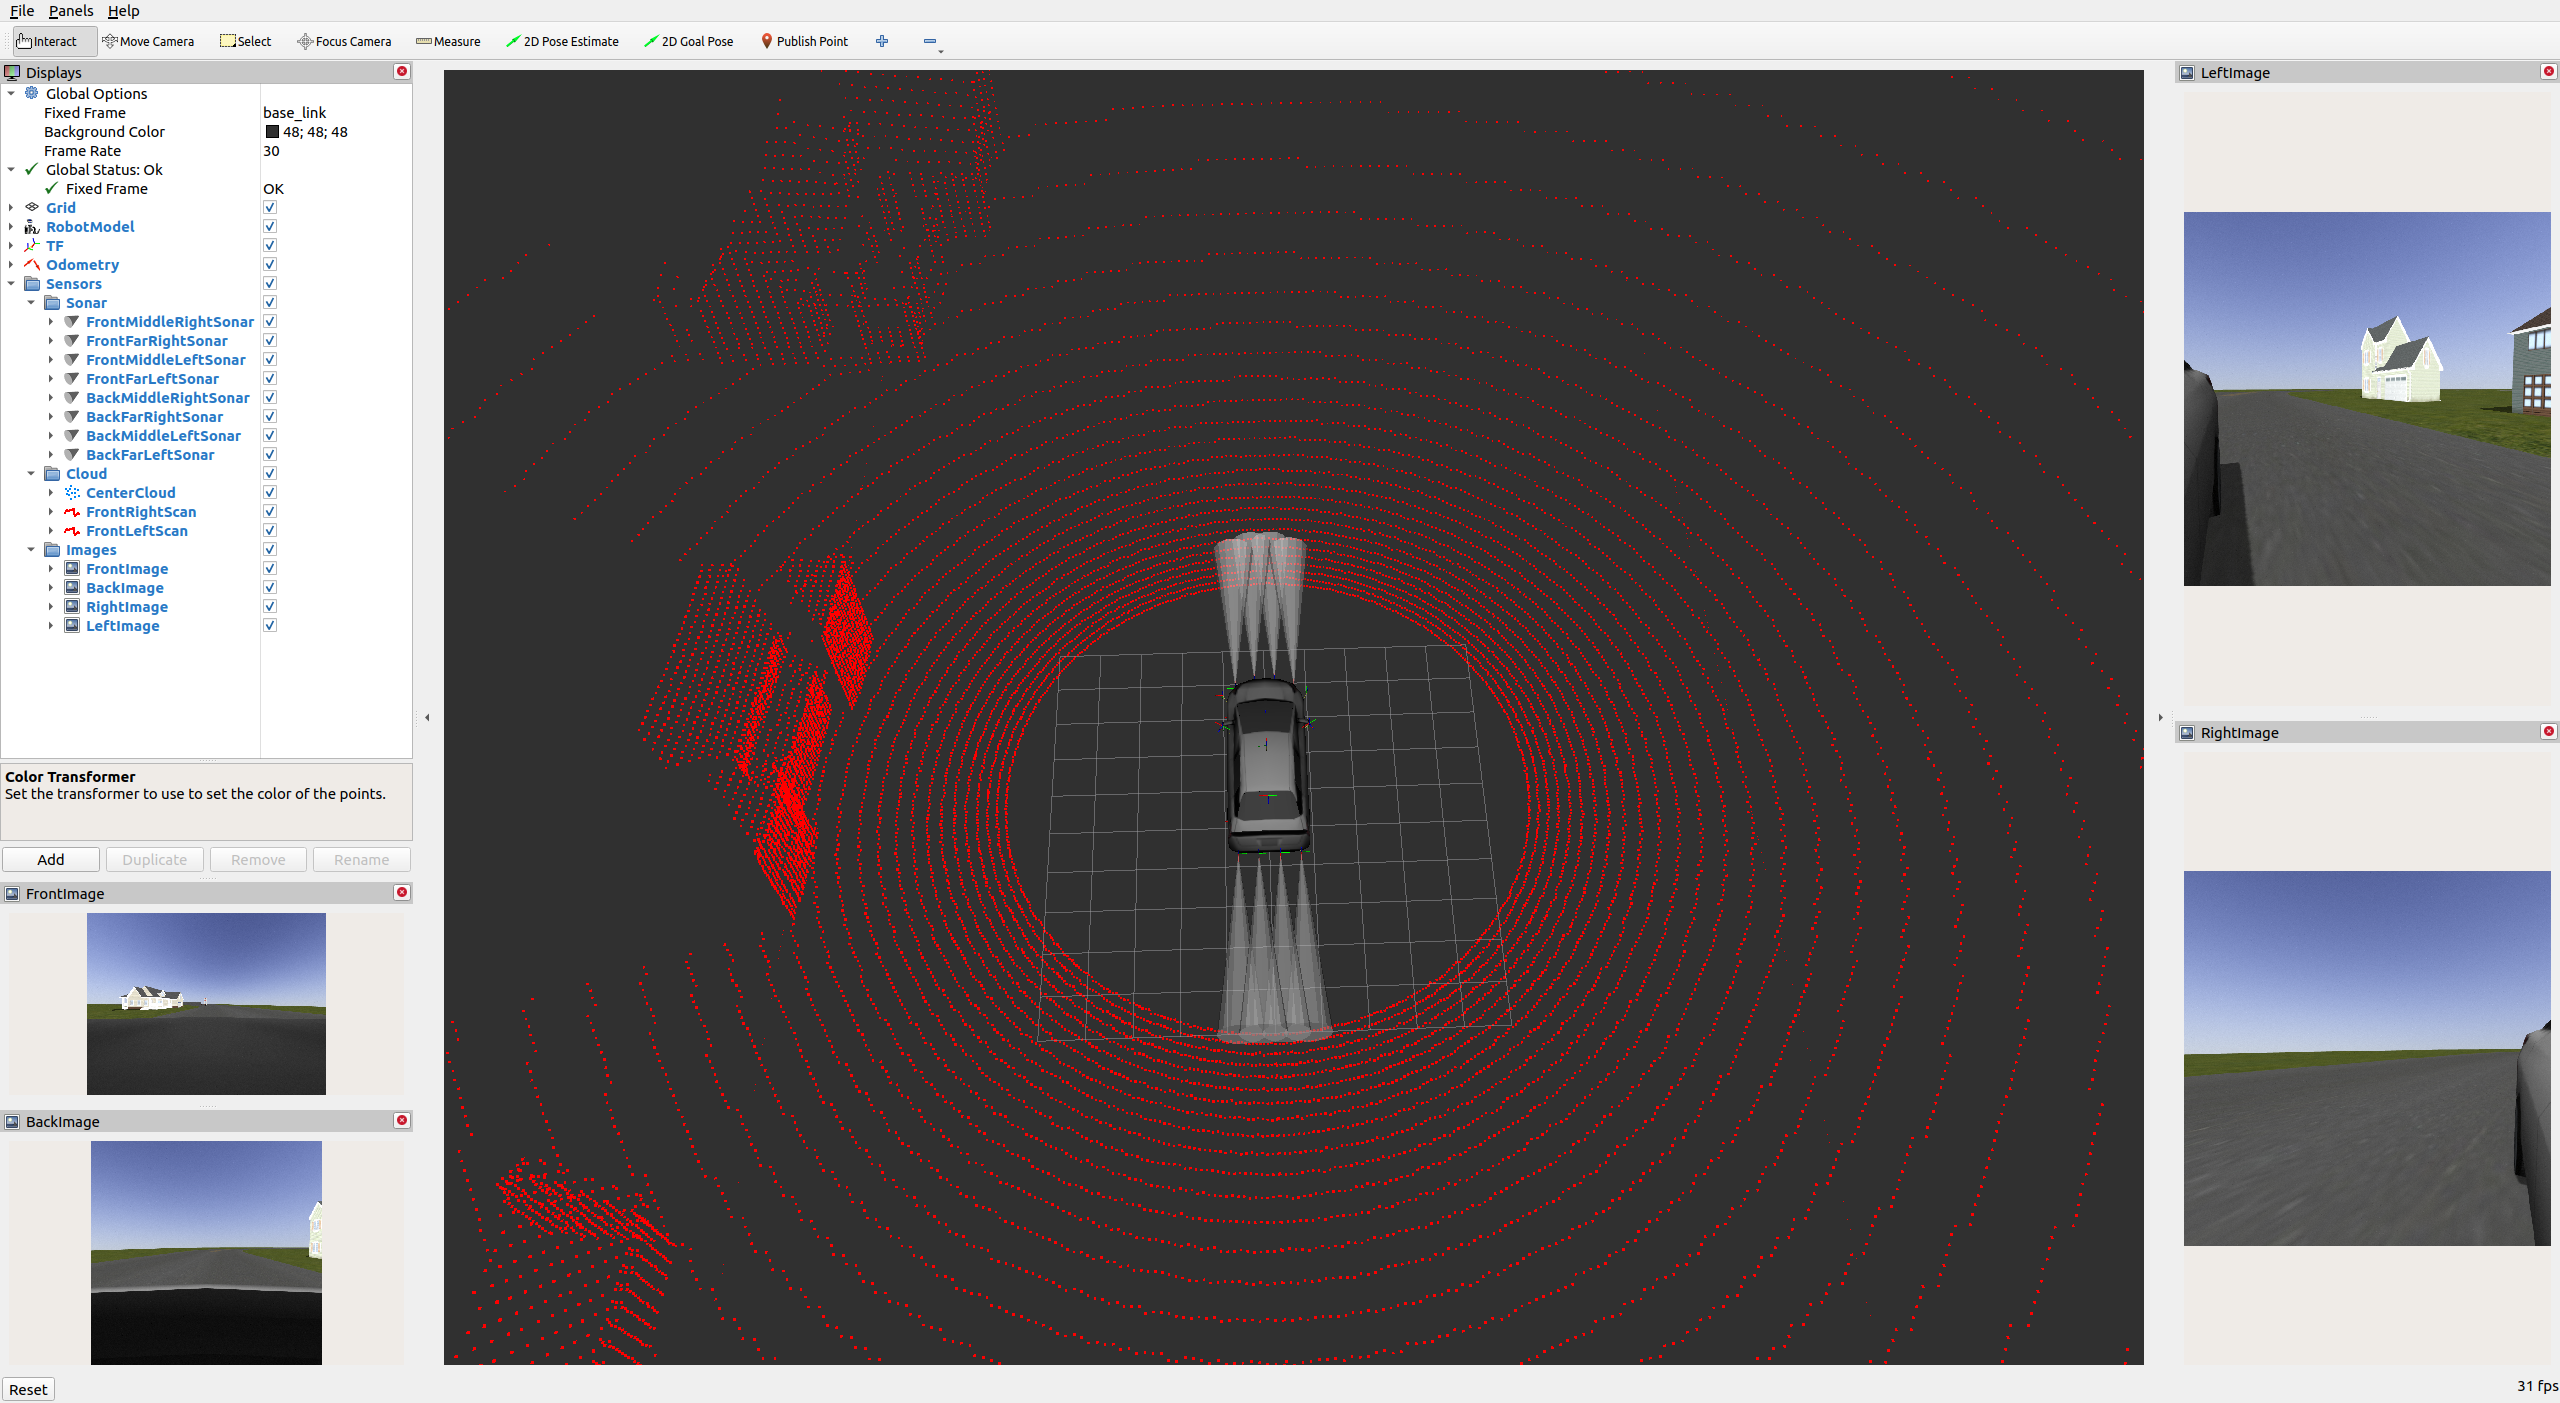 File Panels Help
Interact Move Camera Select Focus Camera Measure 2D Pose Estimate 2D Goal Pose Publish Point
Displays
Global Options
Fixed Frame base_link
Background Color 48; 48; 48
Frame Rate 30
Global Status: Ok
Fixed Frame OK
Grid
RobotModel
TF
Odometry
Sensors
Sonar
FrontMiddleRightSonar
FrontFarRightSonar
FrontMiddleLeftSonar
FrontFarLeftSonar
BackMiddleRightSonar
BackFarRightSonar
BackMiddleLeftSonar
BackFarLeftSonar
Cloud
CenterCloud
FrontRightScan
FrontLeftScan
Images
FrontImage
BackImage
RightImage
LeftImage
Color Transformer
Set the transformer to use to set the color of the points.
Add Duplicate Remove Rename
FrontImage
BackImage
Reset
LeftImage
RightImage
31 fps